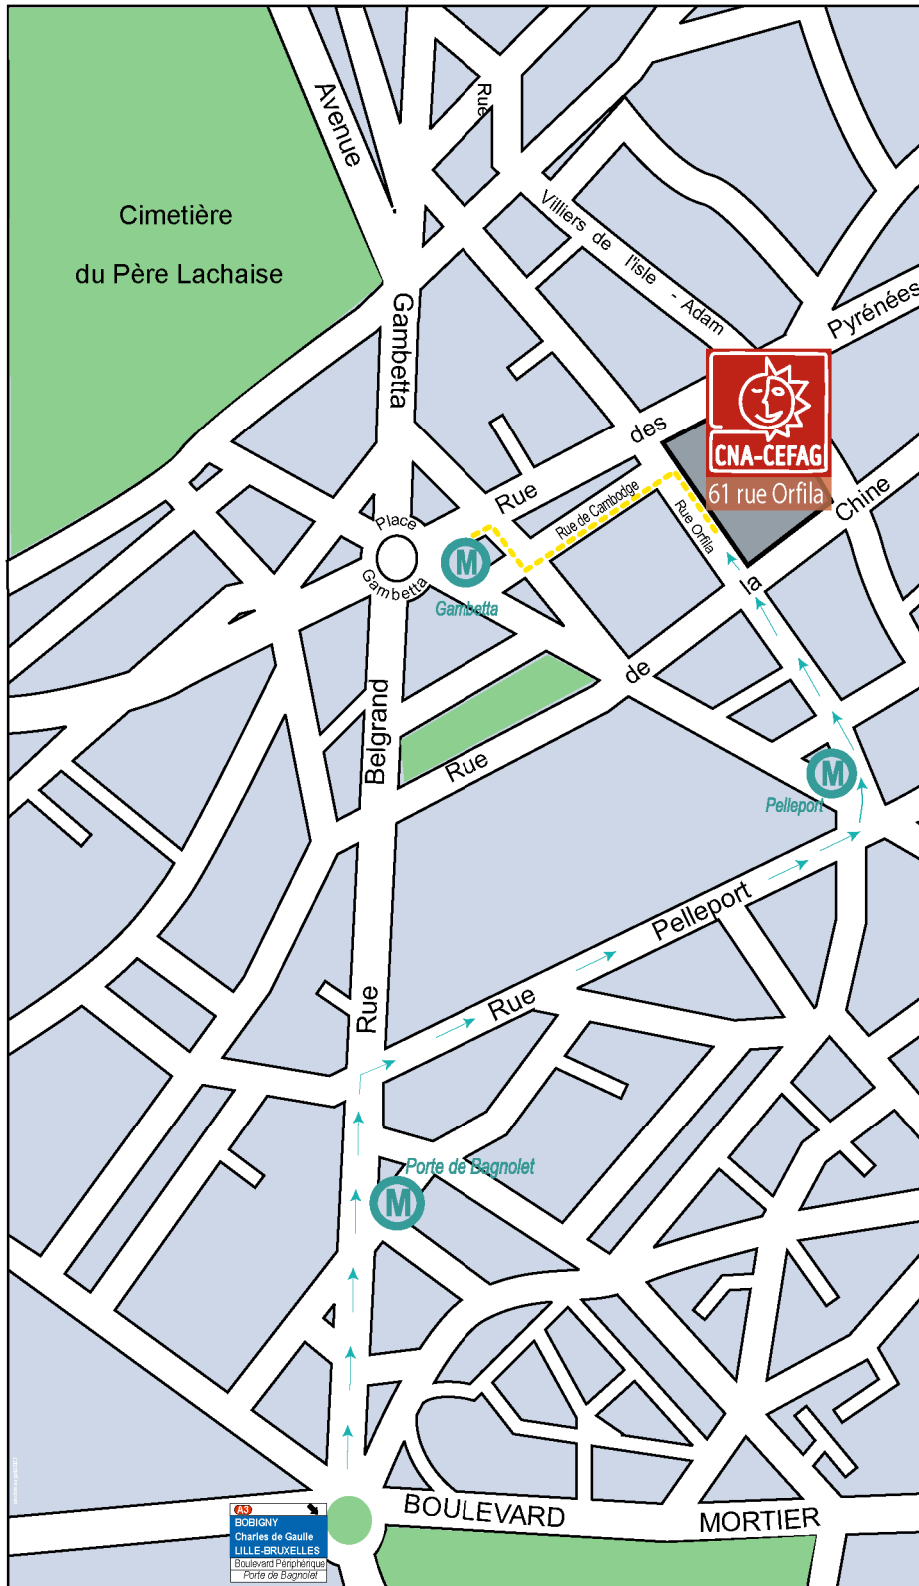 Avenue
Rue
Cimetière
du Père Lachaise
Villiers de l'isle - Adam
Gambetta
Pyrénées
des
CNA-CEFAG
61 rue Orfila
Rue
Rue de Cambodge
Rue Orfila
Chine
Place
Gambetta
M
Gambetta
la
de
Rue
Belgrand
M
Pelleport
Pelleport
Rue
Rue
Porte de Bagnolet
M
BOULEVARD
MORTIER
A3
BOBIGNY
Charles de Gaulle
LILLE-BRUXELLES
Boulevard Périphérique
Porte de Bagnolet